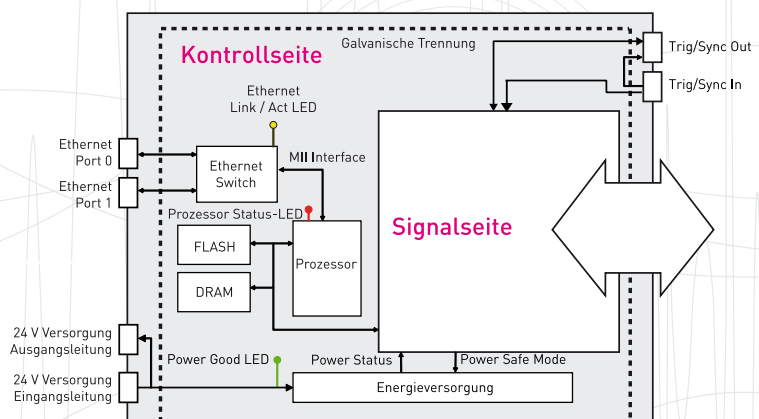 Galvanische Trennung
Trig/Sync Out
Kontrollseite
Trig/Sync In
Ethernet
Link / Act LED
Ethernet
Port 0
Ethernet
Switch
MII Interface
Ethernet
Port 1
Prozessor Status-LED
Signalseite
FLASH
Prozessor
DRAM
24 V Versorgung
Ausgangsleitung
Power Good LED
Power Status
Power Safe Mode
24 V Versorgung
Eingangsleitung
Energieversorgung